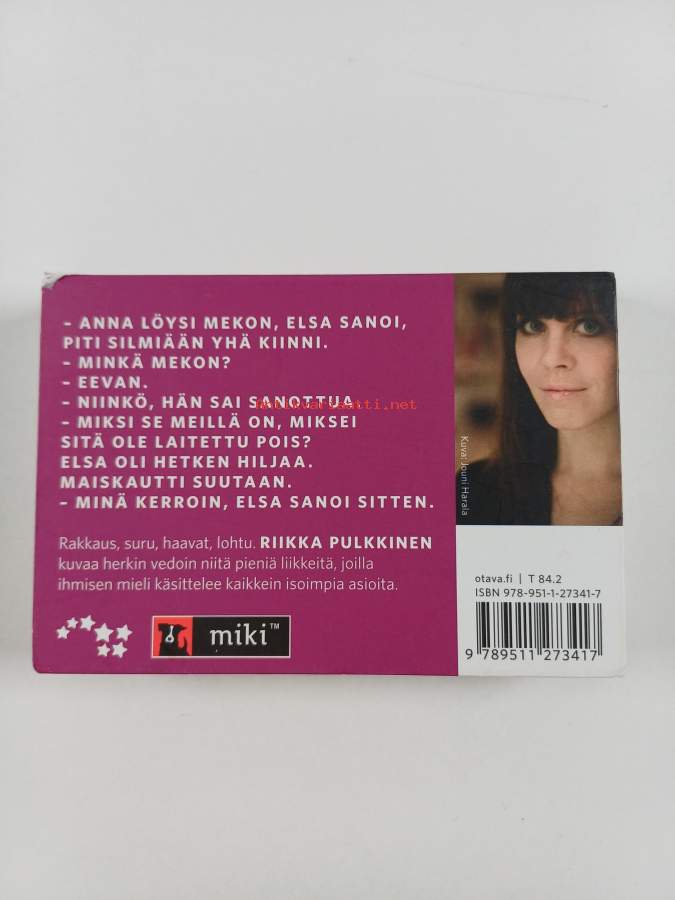 – ANNA LÖYSI MEKON, ELSA SANOI,
PITI SILMIÄÄN YHÄ KIINNI.
– MINKÄ MEKON?
– EEVAN.
– NIINKÖ, HÄN SAI SANOTTUA.
– MIKSI SE MEILLÄ ON, MIKSEI
SITÄ OLE LAITETTU POIS?
ELSA OLI HETKEN HILJAA.
MAISKAUTTI SUUTAAN.
– MINÄ KERROIN, ELSA SANOI SITTEN.
Rakkaus, suru, haavat, lohtu. RIIKKA PULKKINEN
kuvaa herkin vedoin niitä pieniä liikkeitä, joilla
ihmisen mieli käsittelee kaikkein isoimpia asioita.
miki™
Kuva: Jouni Harala
otava.fi | T 84.2
ISBN 978-951-1-27341-7
9 789511 273417